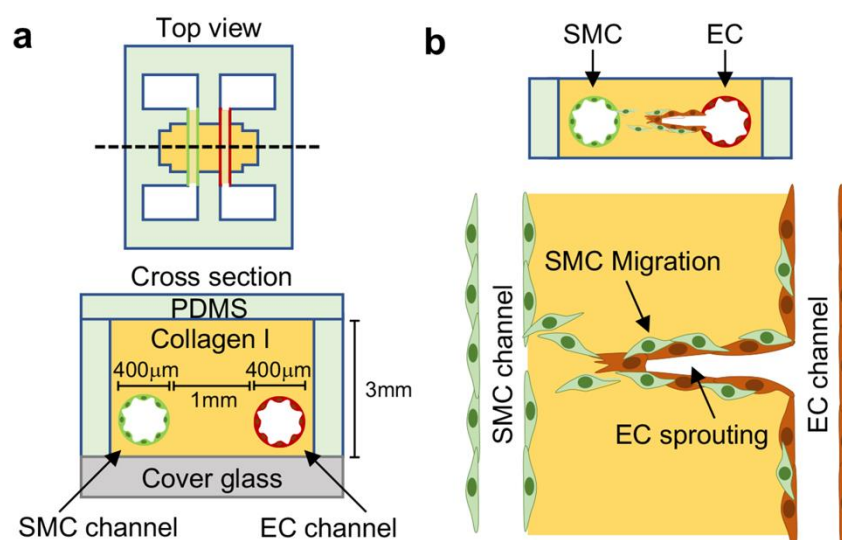 a
Top view
Cross section
PDMS
Collagen I
400μm
400μm
1mm
3mm
Cover glass
SMC channel
EC channel
b
SMC
EC
SMC Migration
SMC channel
EC sprouting
EC channel